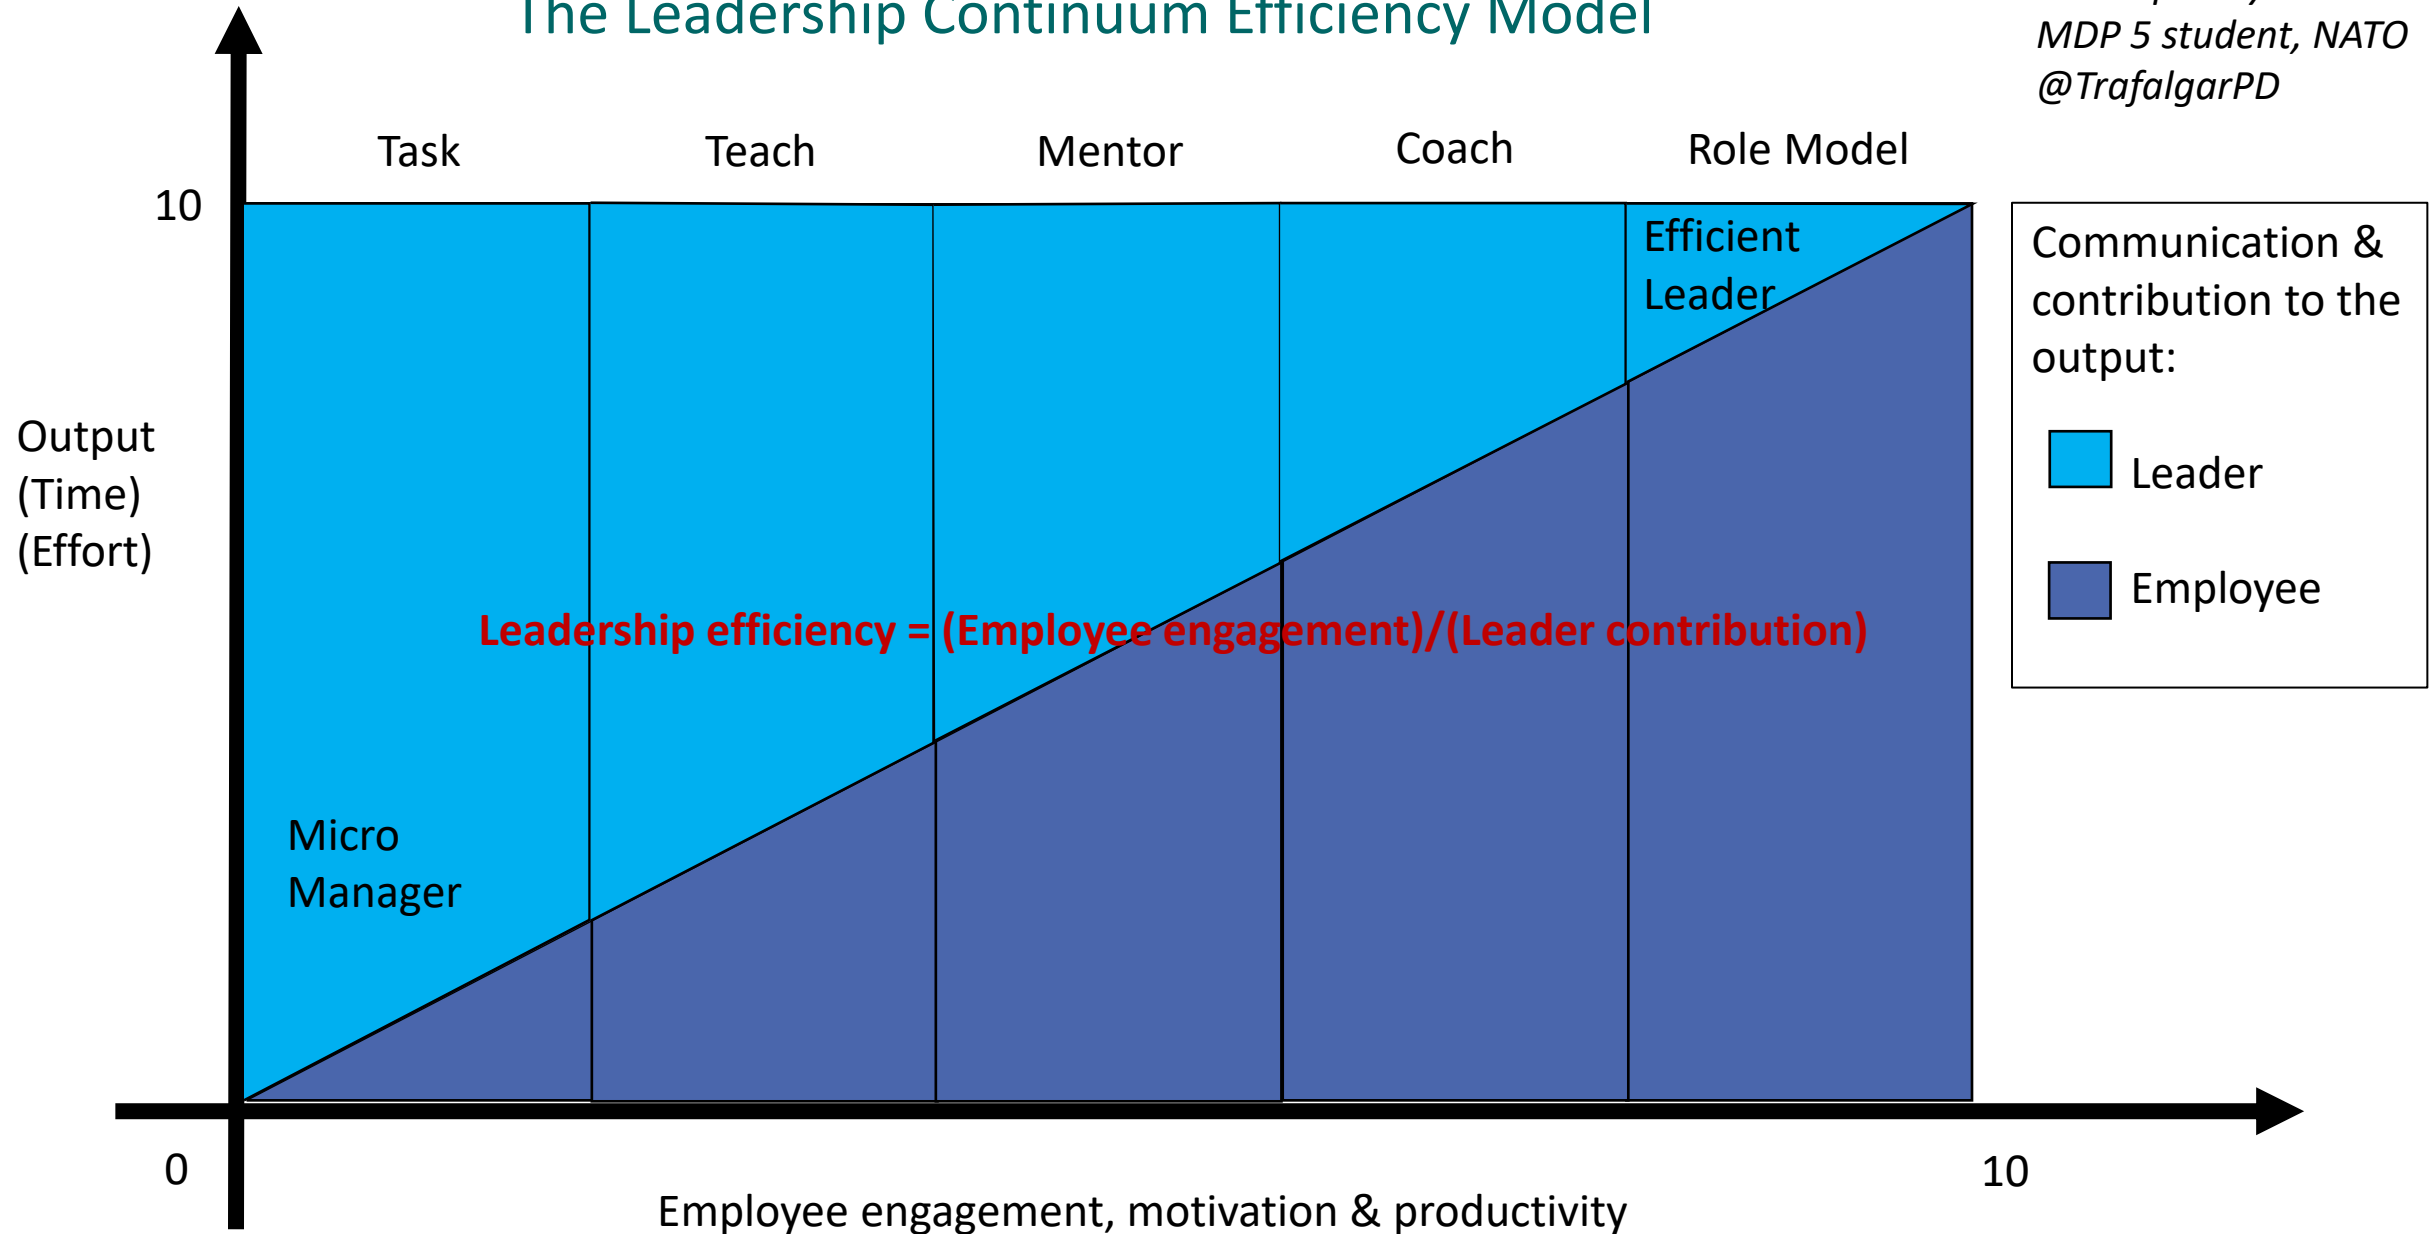 The Leadership Continuum Efficiency Model
MDP 5 student, NATO
@TrafalgarPD
Task
Teach
Mentor
Coach
Role Model
10
Efficient
Leader
Communication &
contribution to the
output:
Leader
Employee
Output
(Time)
(Effort)
Leadership efficiency = (Employee engagement)/(Leader contribution)
Micro
Manager
0
10
Employee engagement, motivation & productivity